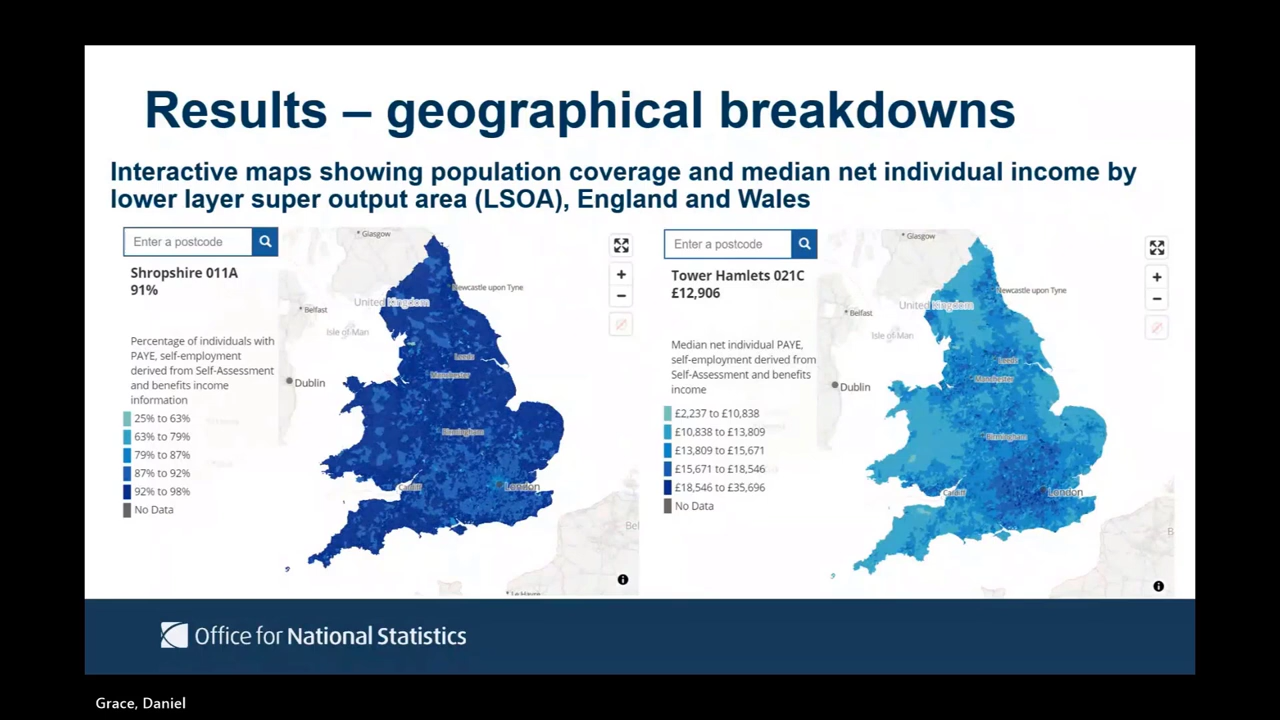 Results – geographical breakdowns
Interactive maps showing population coverage and median net individual income by
lower layer super output area (LSOA), England and Wales
Enter a postcode
Shropshire 011A
91%
Percentage of individuals with
PAYE, self-employment
derived from Self-Assessment
and benefits income
information
25% to 63%
63% to 79%
79% to 87%
87% to 92%
92% to 98%
No Data
Glasgow
Newcastle upon Tyne
United Kingdom
Belfast
Isle of Man
Leeds
Manchester
Dublin
Birmingham
Cardiff
London
Bel
+
−
Enter a postcode
Tower Hamlets 021C
£12,906
Median net individual PAYE,
self-employment derived from
Self-Assessment and benefits
income
£2,237 to £10,838
£10,838 to £13,809
£13,809 to £15,671
£15,671 to £18,546
£18,546 to £35,696
No Data
Glasgow
Newcastle upon Tyne
United Kingdom
Belfast
Isle of Man
Leeds
Manchester
Dublin
Birmingham
Cardiff
London
B
+
−
Office for National Statistics
Grace, Daniel